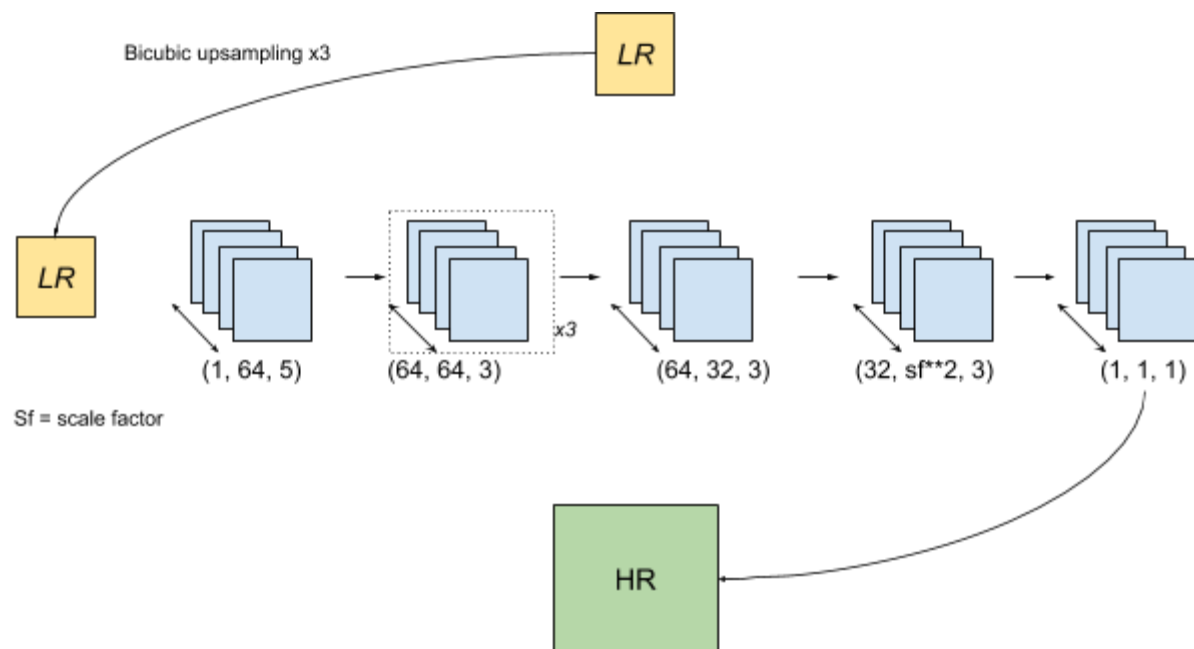 Bicubic upsampling x3
LR
LR
x3
(1, 64, 5)
(64, 64, 3)
(64, 32, 3)
(32, sf**2, 3)
(1, 1, 1)
Sf = scale factor
HR